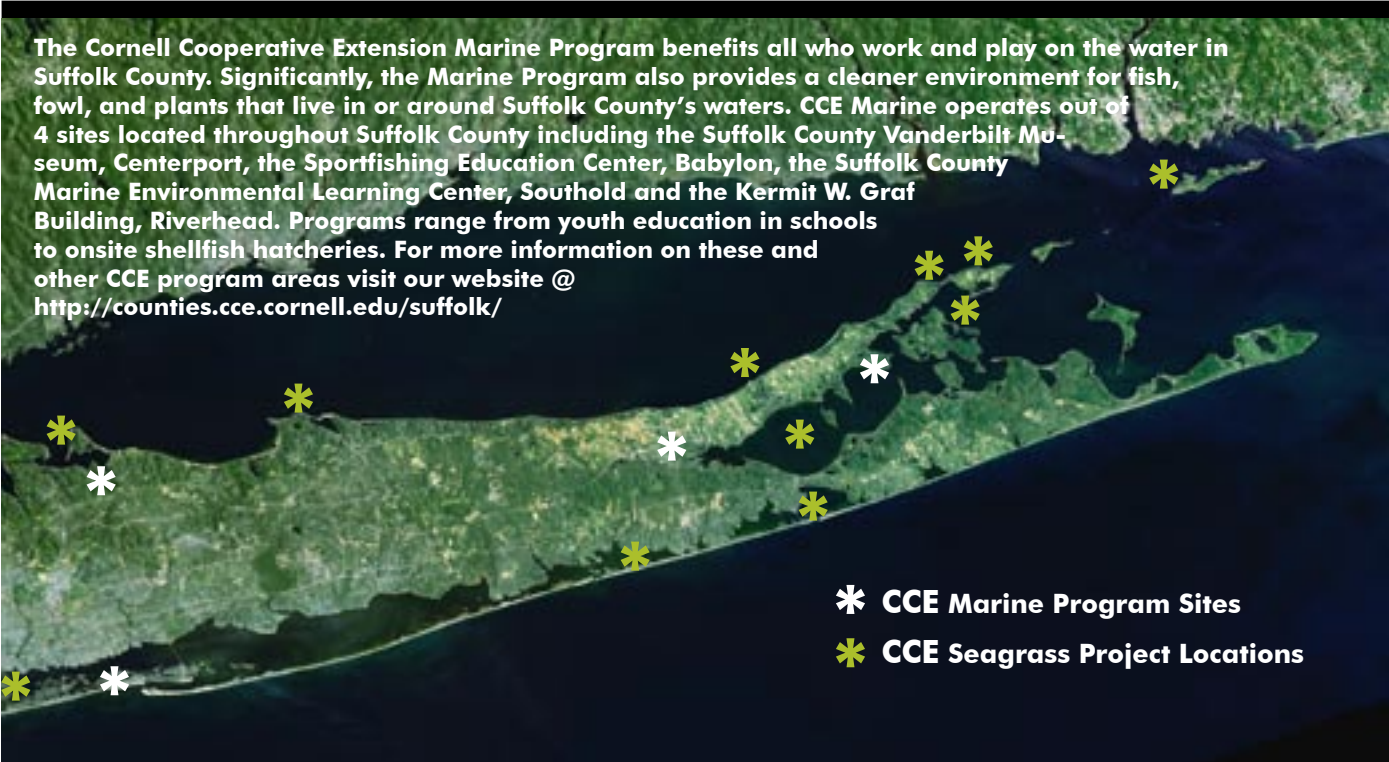 The Cornell Cooperative Extension Marine Program benefits all who work and play on the water in
Suffolk County. Significantly, the Marine Program also provides a cleaner environment for fish,
fowl, and plants that live in or around Suffolk County's waters. CCE Marine operates out of
4 sites located throughout Suffolk County including the Suffolk County Vanderbilt Mu-
seum, Centerport, the Sportfishing Education Center, Babylon, the Suffolk County
Marine Environmental Learning Center, Southold and the Kermit W. Graf
Building, Riverhead. Programs range from youth education in schools
to onsite shellfish hatcheries. For more information on these and
other CCE program areas visit our website @
http://counties.cce.cornell.edu/suffolk/
CCE Marine Program Sites
CCE Seagrass Project Locations